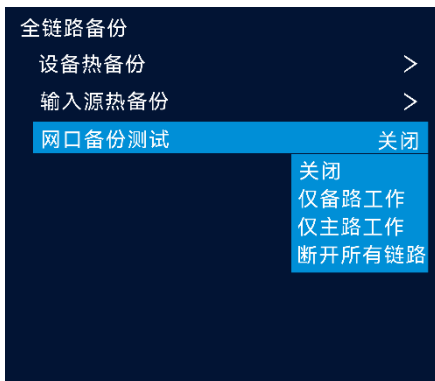 全链路备份
设备热备份 >
输入源热备份 >
网口备份测试 关闭
关闭
仅备路工作
仅主路工作
断开所有链路